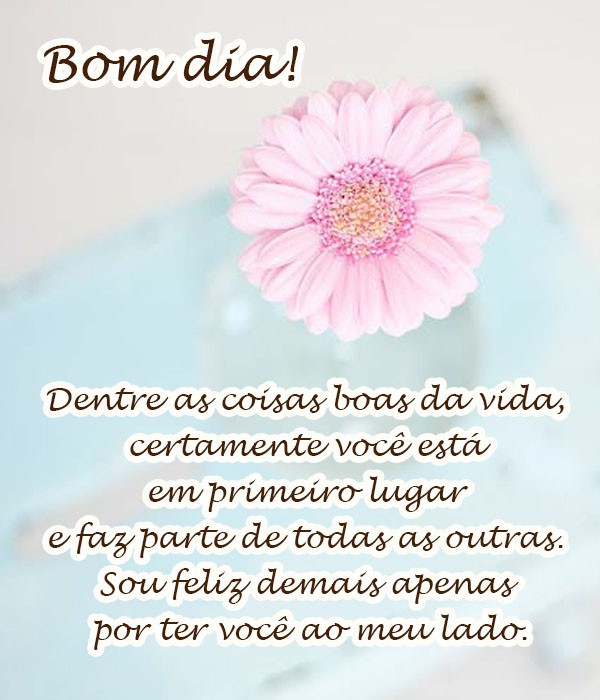 Bom dia!
Dentre as coisas boas da vida,
certamente você está
em primeiro lugar
e faz parte de todas as outras.
Sou feliz demais apenas
por ter você ao meu lado.